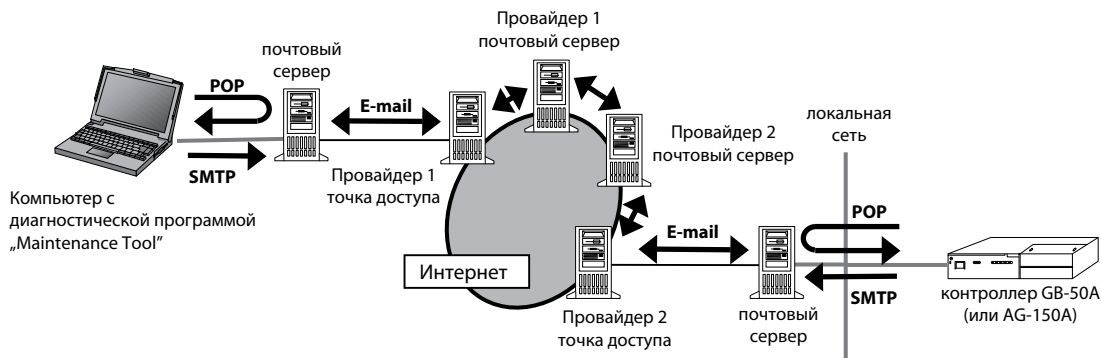 Провайдер 1
почтовый сервер
почтовый
сервер
POP
E-mail
SMTP
Провайдер 1
точка доступа
Компьютер с
диагностической программой
„Maintenance Tool”
Провайдер 2
почтовый сервер
локальная
сеть
Интернет
E-mail
POP
SMTP
Провайдер 2
точка доступа
почтовый
сервер
контроллер GB-50A
(или AG-150A)